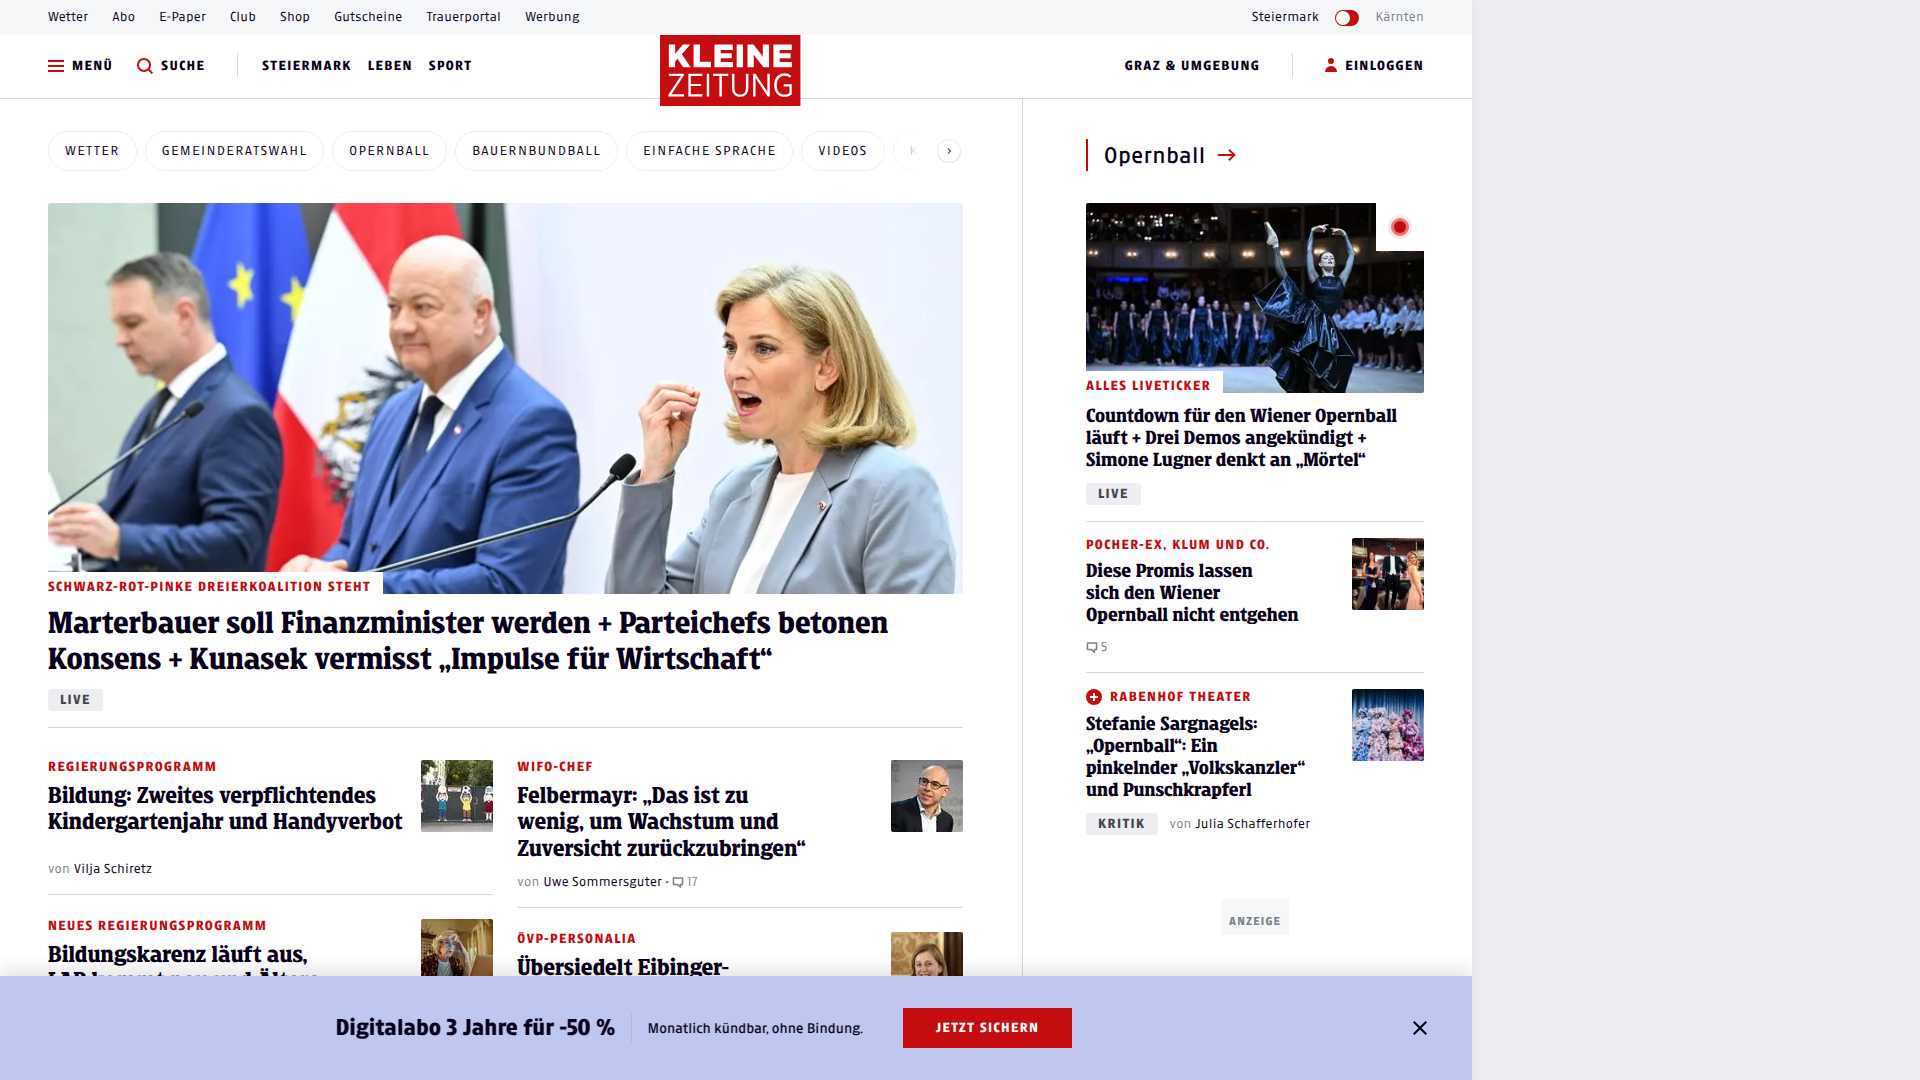 Wetter Abo E-Paper Club Shop Gutscheine Trauerportal Werbung Steiermark Kärnten
MENÜ SUCHE STEIERMARK LEBEN SPORT KLEINE ZEITUNG GRAZ & UMGEBUNG EINLOGGEN
WETTER GEMEINDERATSWAHL OPERNBALL BAUERNBUNDBALL EINFACHE SPRACHE VIDEOS K
SCHWARZ-ROT-PINKE DREIERKOALITION STEHT
Marterbauer soll Finanzminister werden + Parteichefs betonen
Konsens + Kunasek vermisst „Impulse für Wirtschaft“
LIVE
REGIERUNGSPROGRAMM
Bildung: Zweites verpflichtendes
Kindergartenjahr und Handyverbot
von Vilja Schiretz
WIFO-CHEF
Felbermayr: „Das ist zu
wenig, um Wachstum und
Zuversicht zurückzubringen“
von Uwe Sommersguter - 17
NEUES REGIERUNGSPROGRAMM
Bildungskarenz läuft aus,
ÖVP-PERSONALIA
Übersiedelt Eibinger-
Opernball
ALLES LIVETICKER
Countdown für den Wiener Opernball
läuft + Drei Demos angekündigt +
Simone Lugner denkt an „Mörtel“
LIVE
POCHER-EX, KLUM UND CO.
Diese Promis lassen
sich den Wiener
Opernball nicht entgehen
5
RABENHOF THEATER
Stefanie Sargnagels:
„Opernball“: Ein
pinkelnder „Volkskanzler“
und Punschkrapferl
KRITIK von Julia Schafferhofer
ANZEIGE
Digitalabo 3 Jahre für -50 % Monatlich kündbar, ohne Bindung. JETZT SICHERN